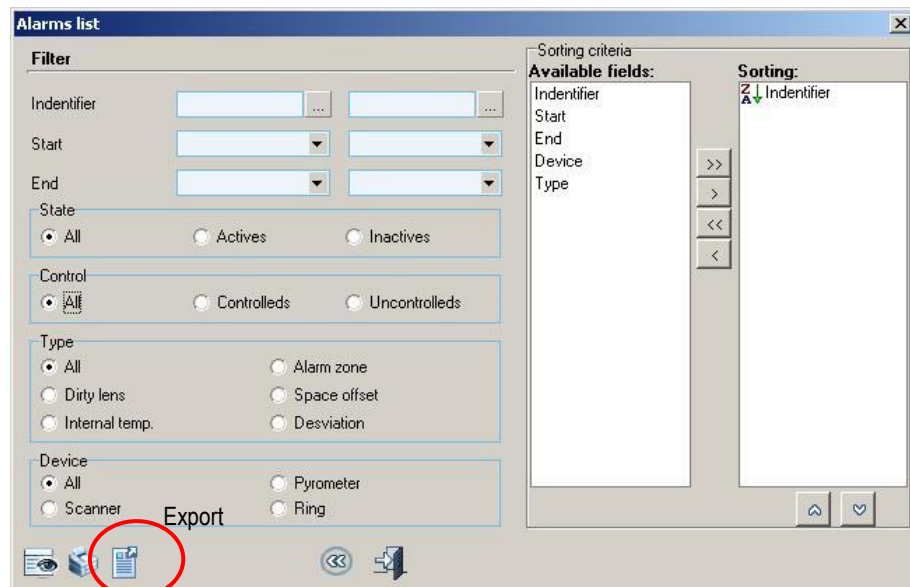 Alarms list
Filter
Indentifier
...
...
Start
End
State
All
Actives
Inactives
Control
All
Controlleds
Uncontrolleds
Type
All
Alarm zone
Dirty lens
Space offset
Internal temp.
Desviation
Device
All
Pyrometer
Scanner
Ring
Export
Sorting criteria
Available fields:
Indentifier
Start
End
Device
Type
>>
>
<<
<
Sorting:
Z
A
Indentifier